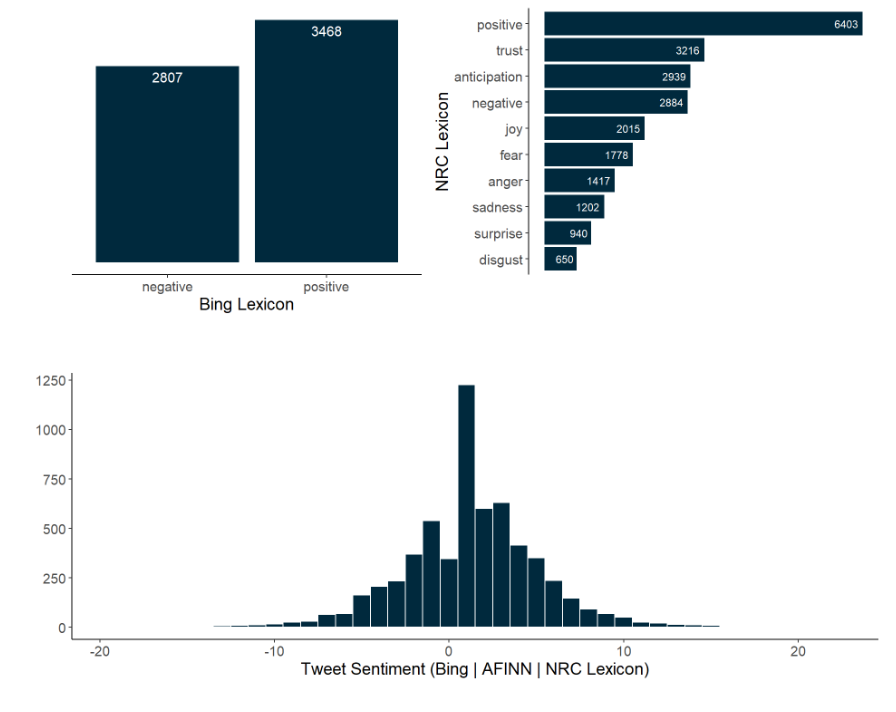 3468
2807
negative
positive
Bing Lexicon
NRC Lexicon
positive
6403
trust
3216
anticipation
2939
negative
2884
joy
2015
fear
1778
anger
1417
sadness
1202
surprise
940
disgust
650
1250
1000
750
500
250
0
-20
-10
0
10
20
Tweet Sentiment (Bing | AFINN | NRC Lexicon)